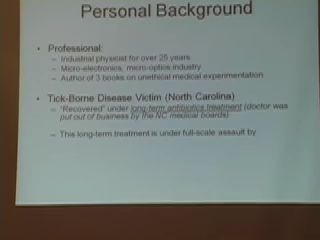 Personal Background
• Professional:
– Industrial physicist for over 25 years
– Micro-electronics, micro-optics industry
– Author of 3 books on unethical medical experimentation
• Tick-Borne Disease Victim (North Carolina)
– "Recovered" under long-term antibiotics treatment (doctor was
put out of business by the NC medical boards)
– This long-term treatment is under full-scale assault by